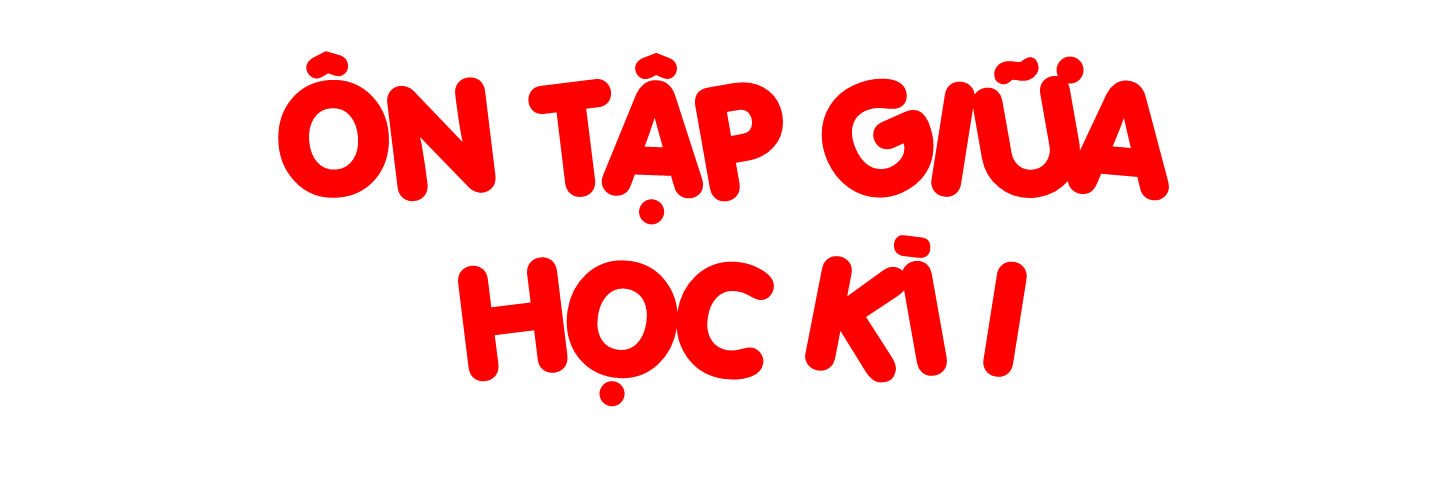 ÔN TẬP GIỮA
HỌC KÌ I